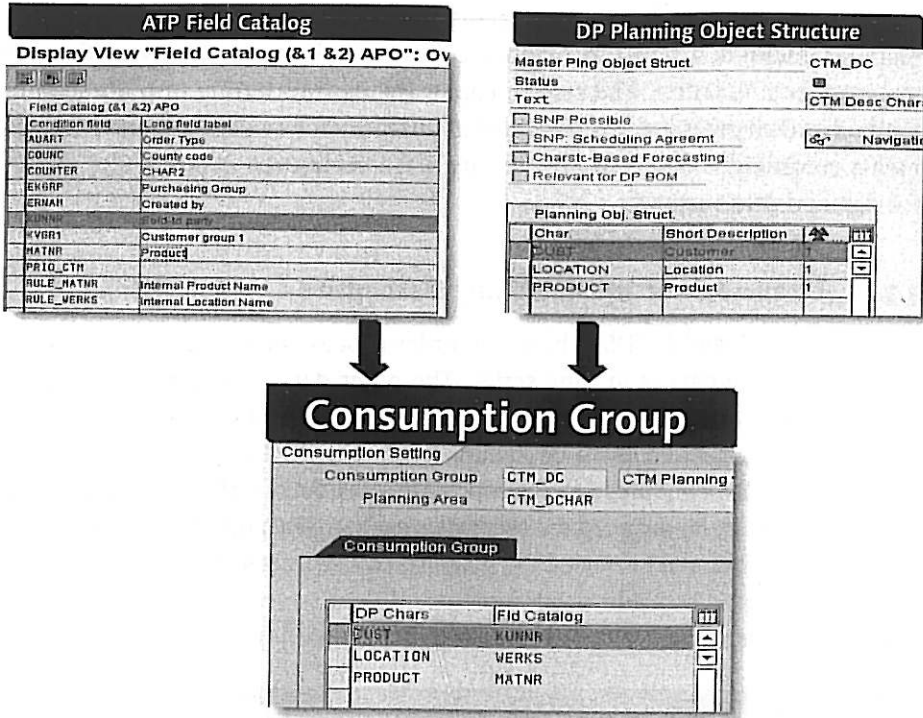 ATP Field Catalog
Display View "Field Catalog (&1 &2) APO": Ov
Field Catalog (&1 &2) APO
Condition field Long field label
AUART Order Type
COUNC County code
COUNTER CHAR2
EKGRP Purchasing Group
ERNAM Created by
KUNNR Sold-to party
KVGR1 Customer group 1
MATNR Product
PRIO_CTM
RULE_MATNR Internal Product Name
RULE_WERKS Internal Location Name
DP Planning Object Structure
Master Plng Object Struct. CTM_DC
Status
Text CTM Desc Char
SNP Possible
SNP: Scheduling Agreemt Navigatio
Charstc-Based Forecasting
Relevant for DP BOM
Planning Obj. Struct.
Char. Short Description
CUST Customer 1
LOCATION Location 1
PRODUCT Product 1
Consumption Group
Consumption Setting
Consumption Group CTM_DC CTM Planning
Planning Area CTM_DCHAR
Consumption Group
DP Chars Fld Catalog
CUST KUNNR
LOCATION WERKS
PRODUCT MATNR